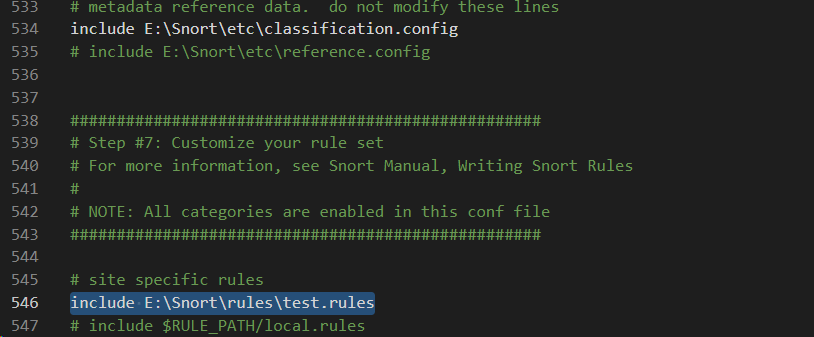 533 # metadata reference data.  do not modify these lines
534 include E:\Snort\etc\classification.config
535 # include E:\Snort\etc\reference.config
536
537
538 ###################################################
539 # Step #7: Customize your rule set
540 # For more information, see Snort Manual, Writing Snort Rules
541 #
542 # NOTE: All categories are enabled in this conf file
543 ###################################################
544
545 # site specific rules
546 include E:\Snort\rules\test.rules
547 # include $RULE_PATH/local.rules